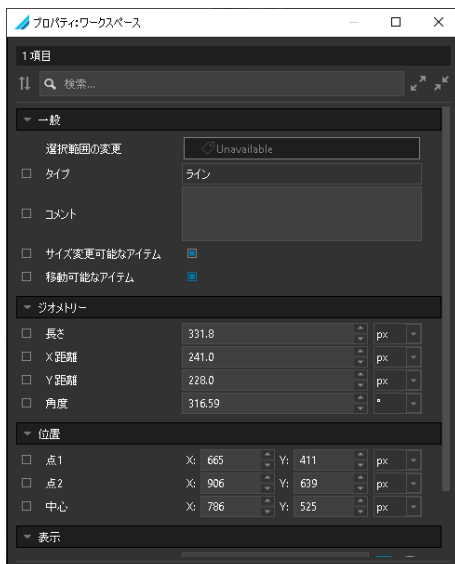 プロパティ:ワークスペース
1項目
検索...
一般
選択範囲の変更 Unavailable
タイプ ライン
コメント
サイズ変更可能なアイテム
移動可能なアイテム
ジオメトリー
長さ 331.8 px
X距離 241.0 px
Y距離 228.0 px
角度 316.59 °
位置
点1 X: 665 Y: 411 px
点2 X: 906 Y: 639 px
中心 X: 786 Y: 525 px
表示